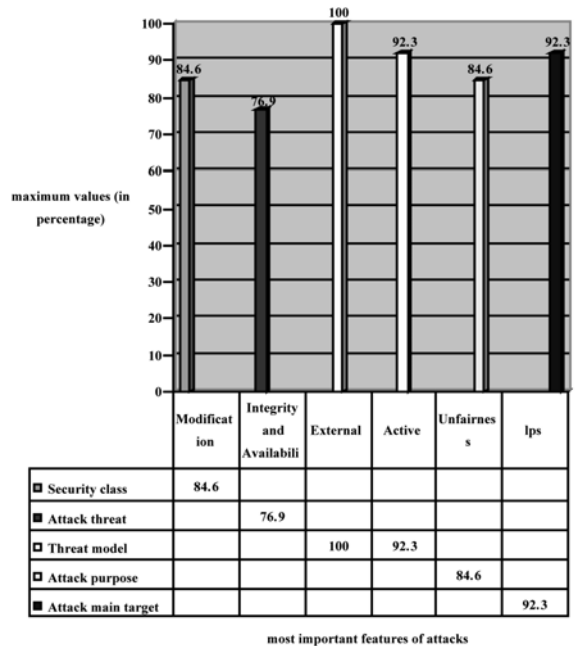 100
100
92.3
92.3
90
84.6
84.6
80
76.9
70
60
maximum values (in
percentage)
50
40
30
20
10
0
Modificat
ion
Integrity
and
Availabili
External
Active
Unfairnes
s
lps
Security class 84.6
Attack threat 76.9
Threat model 100 92.3
Attack purpose 84.6
Attack main target 92.3
most important features of attacks